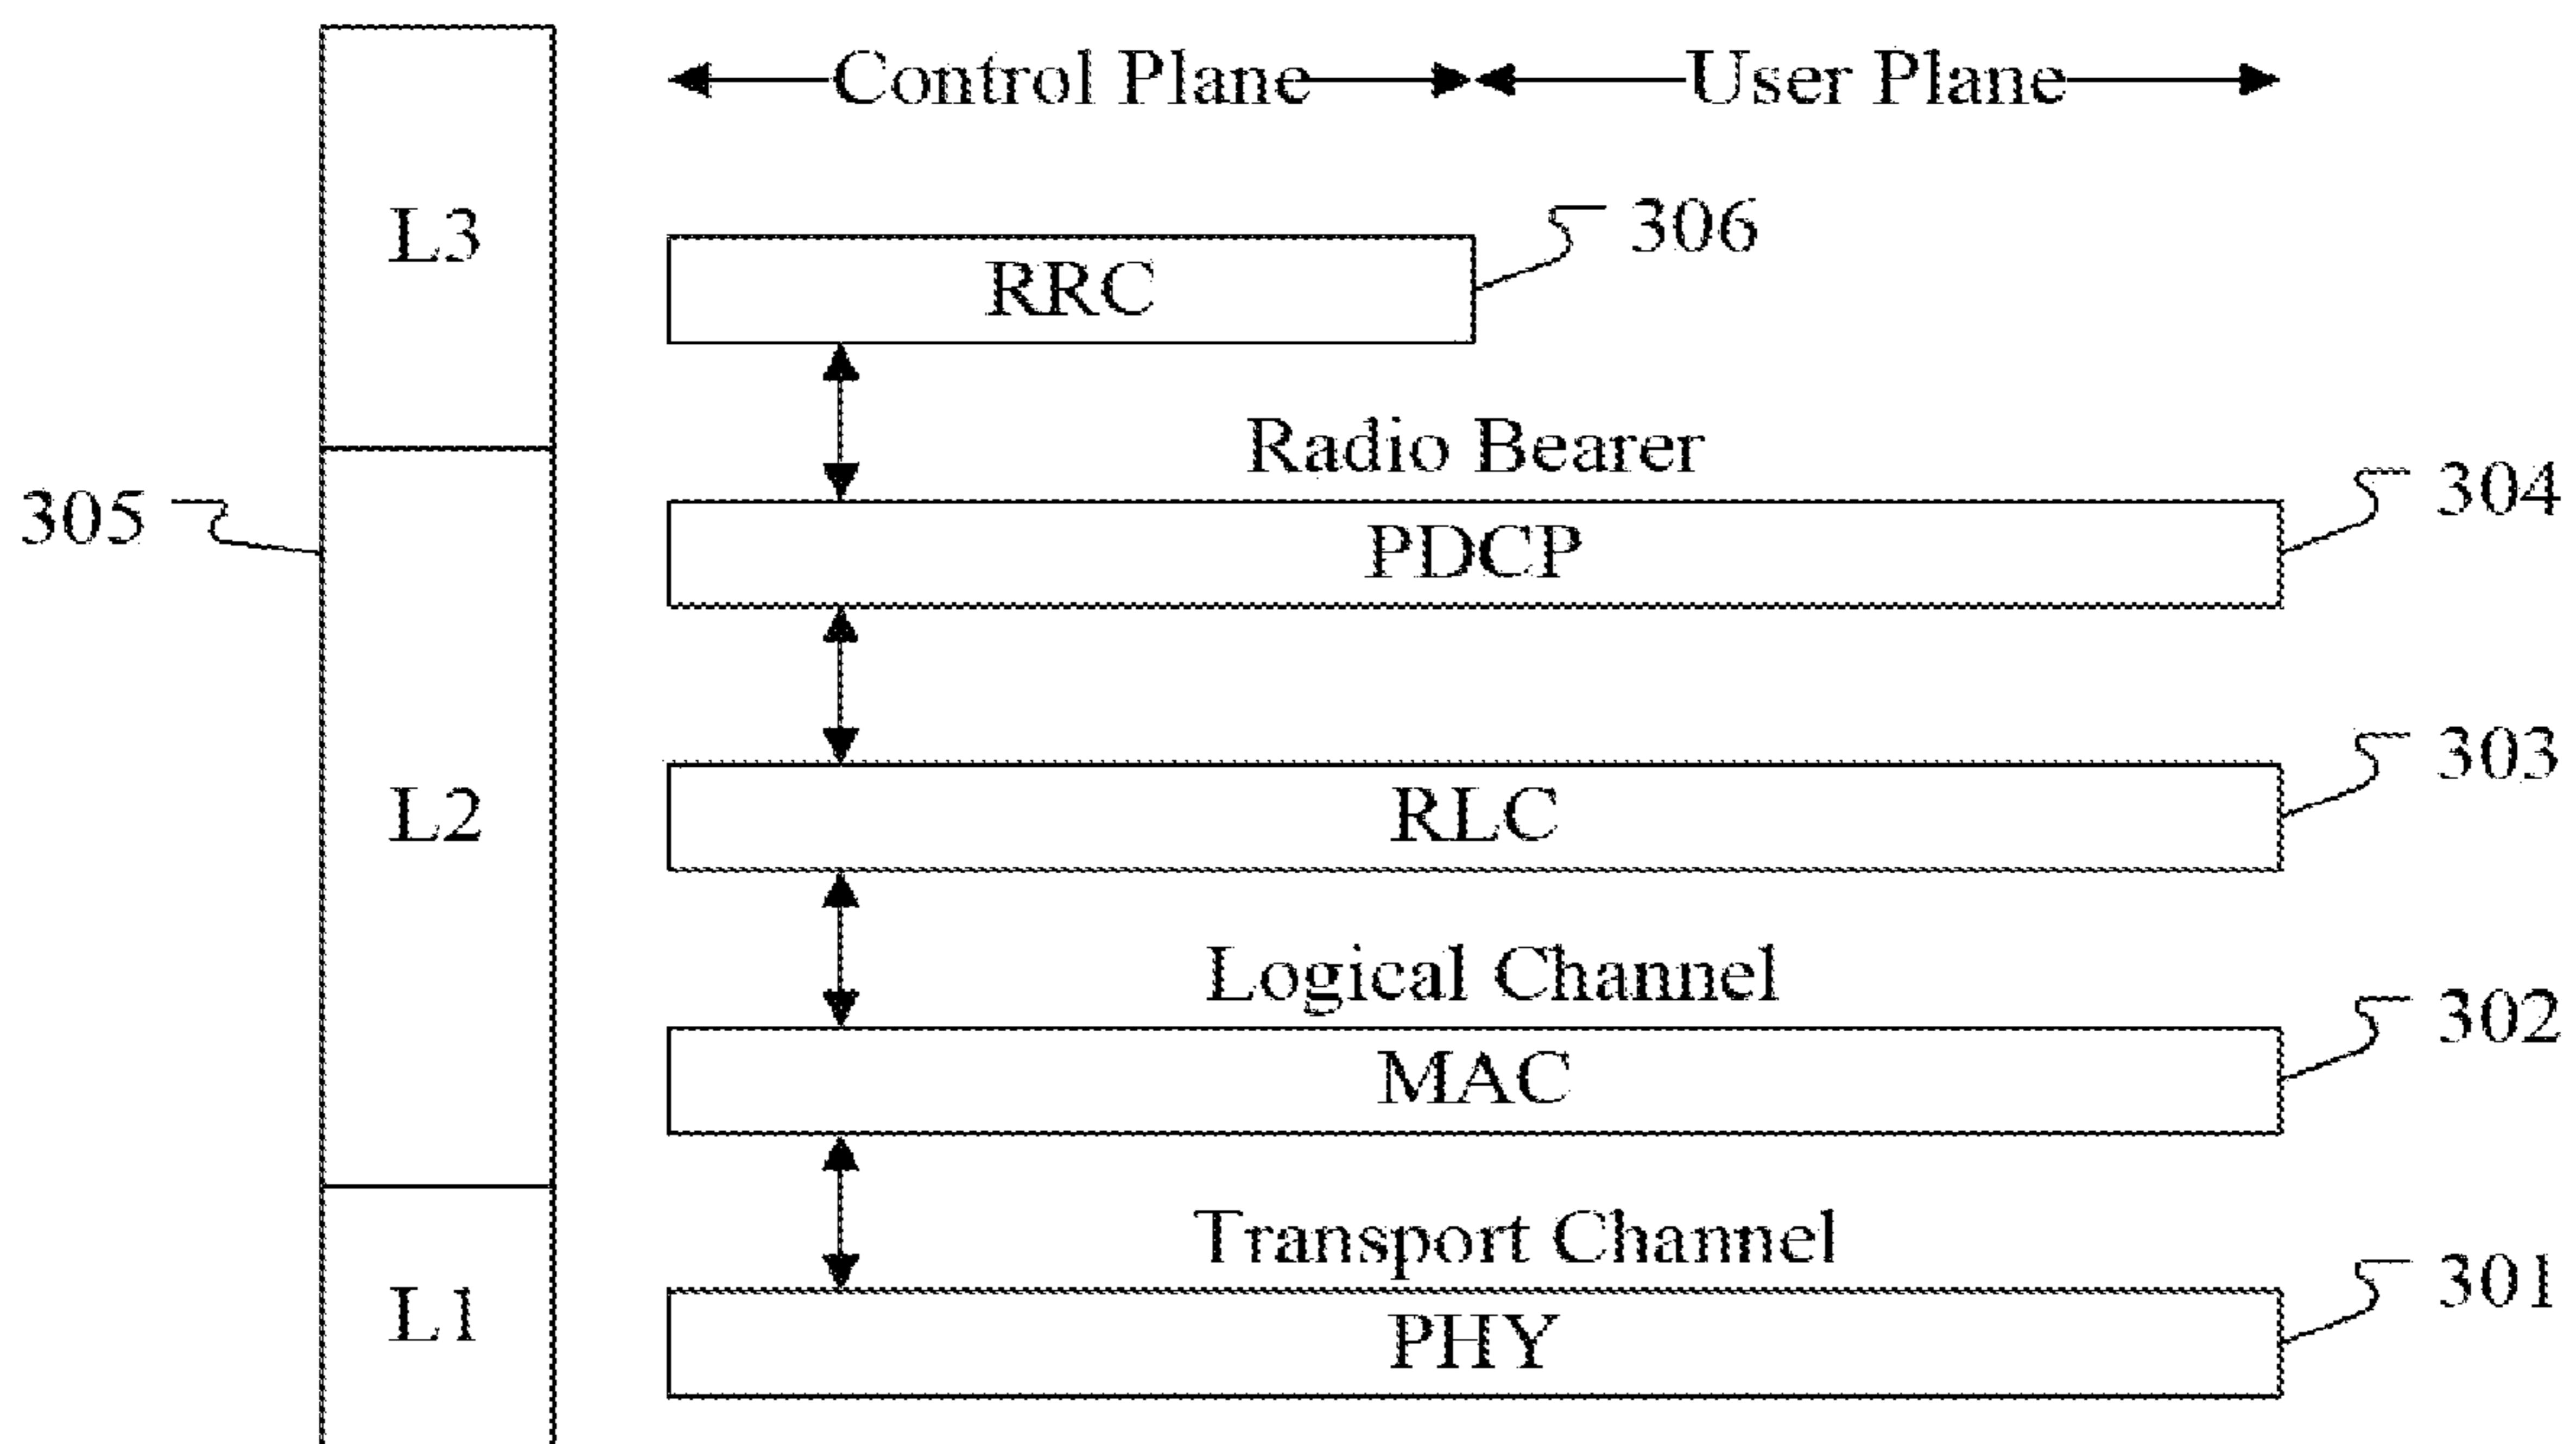 Control Plane User Plane
L3
306
RRC
Radio Bearer
304
305
PDCP
303
L2
RLC
Logical Channel
302
MAC
Transport Channel
301
L1
PHY